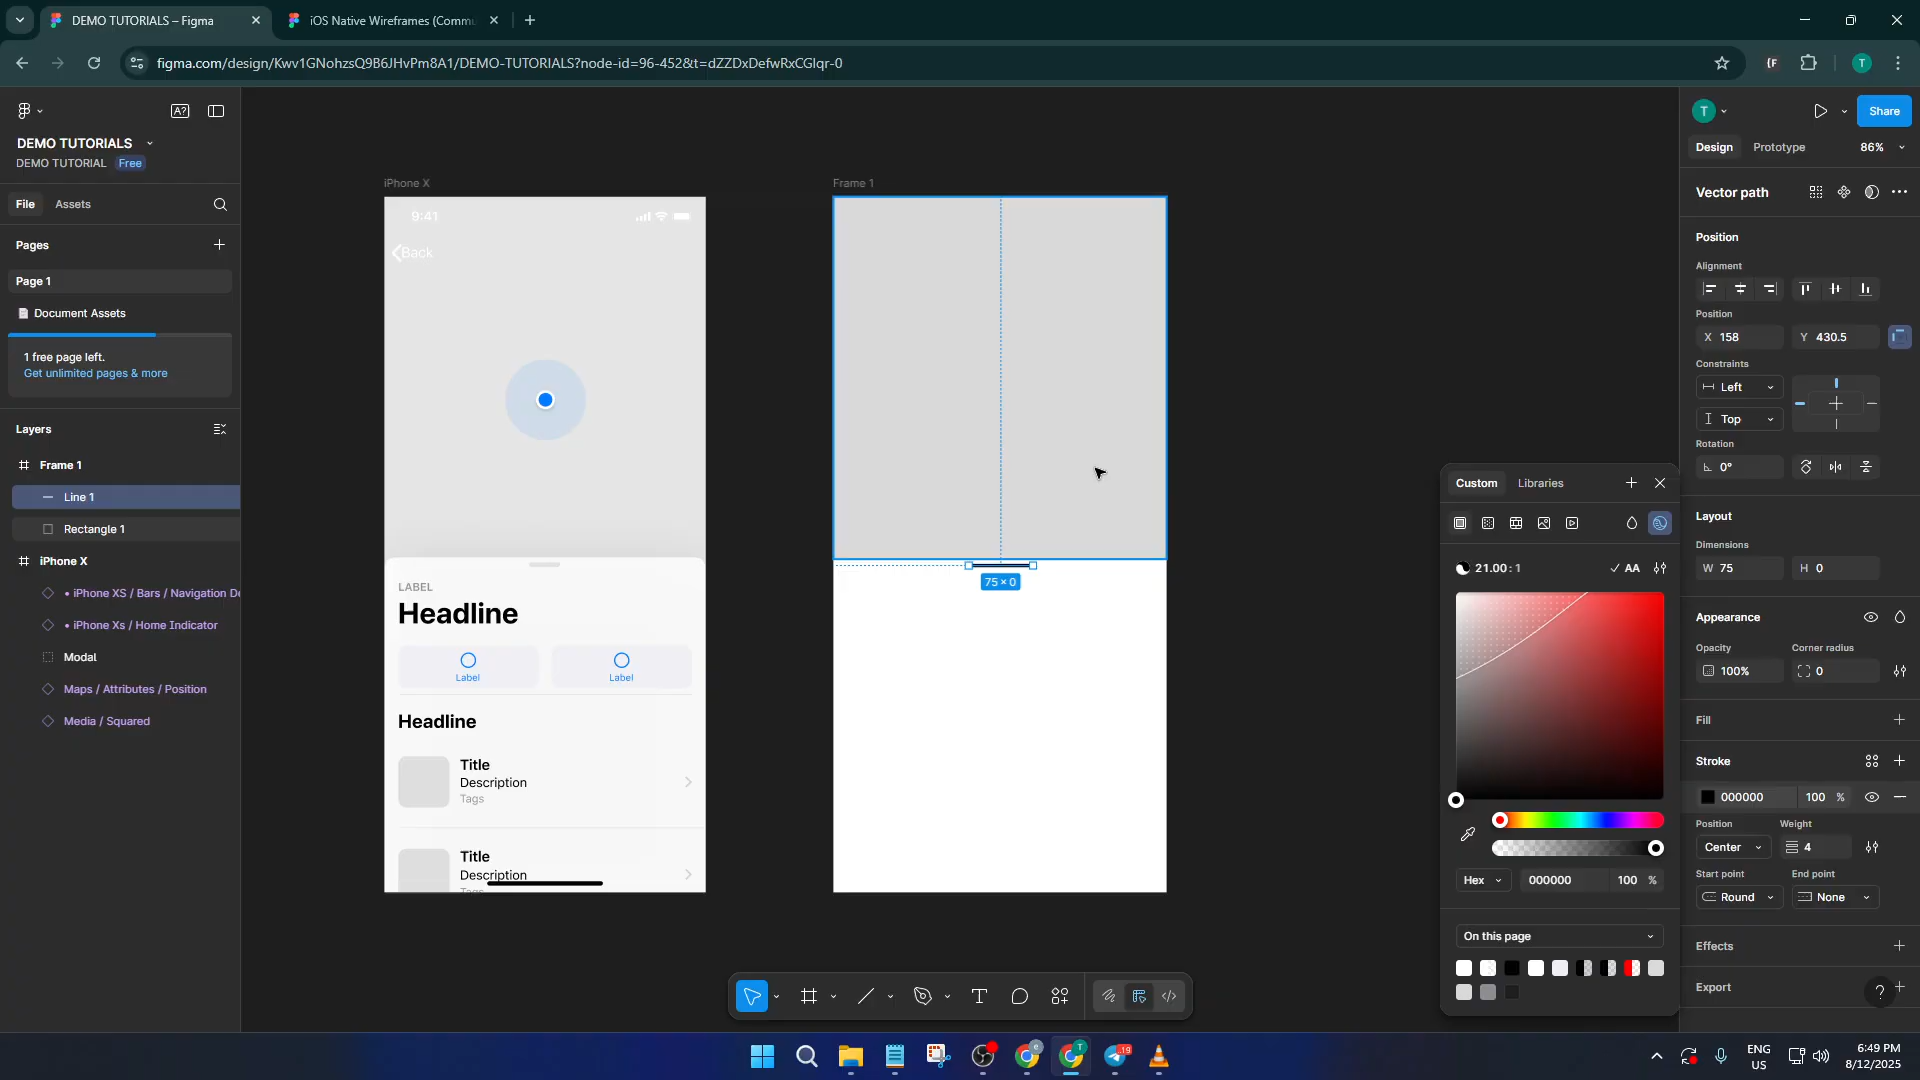 DEMO TUTORIALS – Figma
iOS Native Wireframes (Commu
figma.com/design/Kwv1GNohzsQ9B6JHvPm8A1/DEMO-TUTORIALS?node-id=96-452&t=dZZDxDefwRxCGlqr-0
T
A?
DEMO TUTORIALS
DEMO TUTORIAL Free
File Assets
Pages
Page 1
Document Assets
1 free page left.
Get unlimited pages & more
Layers
Frame 1
Line 1
Rectangle 1
iPhone X
• iPhone XS / Bars / Navigation De
• iPhone Xs / Home Indicator
Modal
Maps / Attributes / Position
Media / Squared
iPhone X
9:41
Back
LABEL
Headline
Label Label
Headline
Title
Description
Tags
Title
Description
Frame 1
75 × 0
Custom Libraries
21.00 : 1 AA
Hex 000000 100 %
On this page
T
Share
Design Prototype 86%
Vector path
Position
Alignment
Position
X 158 Y 430.5
Constraints
Left
Top
Rotation
0°
Layout
Dimensions
W 75 H 0
Appearance
Opacity Corner radius
100% 0
Fill
Stroke
000000 100 %
Position Weight
Center 4
Start point End point
Round None
Effects
Export
?
19
ENG
US
6:49 PM
8/12/2025